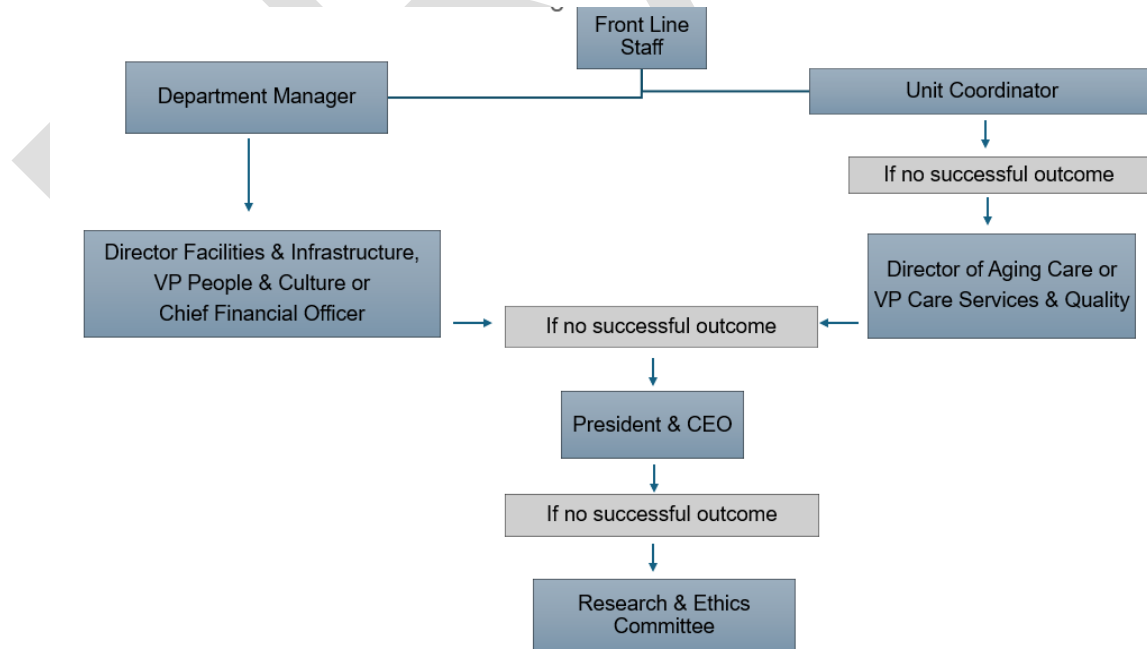 Front Line
Staff
Department Manager
Unit Coordinator
If no successful outcome
Director Facilities & Infrastructure,
VP People & Culture or
Chief Financial Officer
Director of Aging Care or
VP Care Services & Quality
If no successful outcome
President & CEO
If no successful outcome
Research & Ethics
Committee